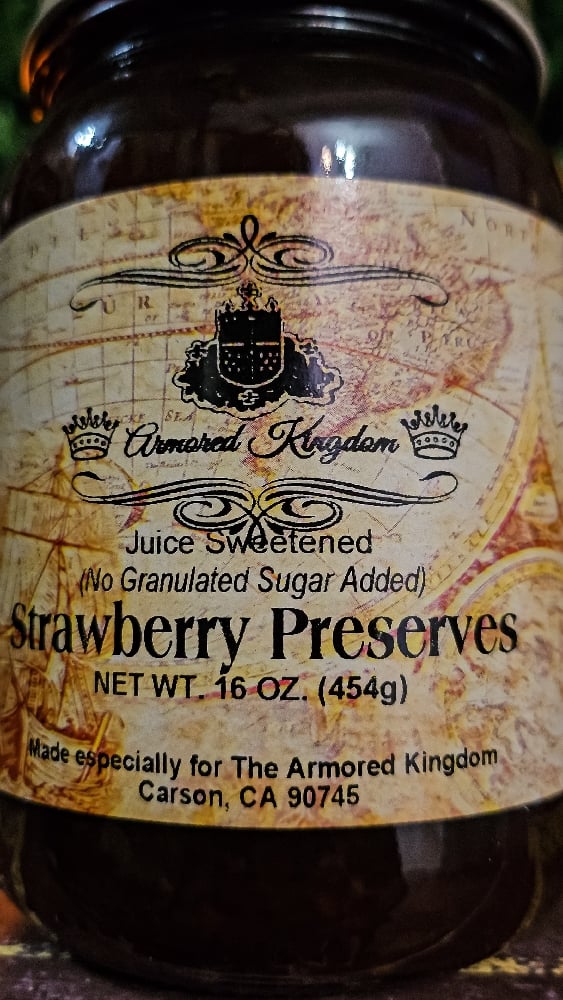 NORT
Armored Kingdom
Juice Sweetened
(No Granulated Sugar Added)
Strawberry Preserves
NET WT. 16 OZ. (454g)
Made especially for The Armored Kingdom
Carson, CA 90745